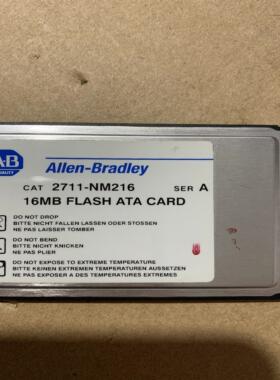 AB
QUALITY
Allen-Bradley
CAT 2711-NM216 SER A
16MB FLASH ATA CARD
DO NOT DROP
BITTE NICHT FALLEN LASSEN ODER STOSSEN
NE PAS LAISSER TOMBER
DO NOT BEND
BITTE NICHT KNICKEN
NE PAS PLIER
DO NOT EXPOSE TO EXTREME TEMPERATURE
BITTE KEINEN EXTREMEN TEMPERATUREN AUSSETZEN
NE PAS EXPOSER A DES TEMPERATURES EXTREMES